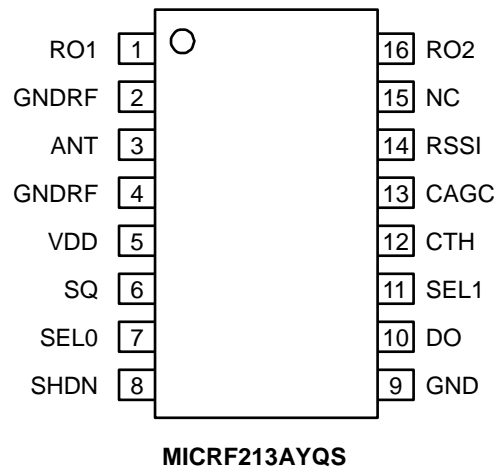 RO1 1 16 RO2
GNDRF 2 15 NC
ANT 3 14 RSSI
GNDRF 4 13 CAGC
VDD 5 12 CTH
SQ 6 11 SEL1
SEL0 7 10 DO
SHDN 8 9 GND
MICRF213AYQS